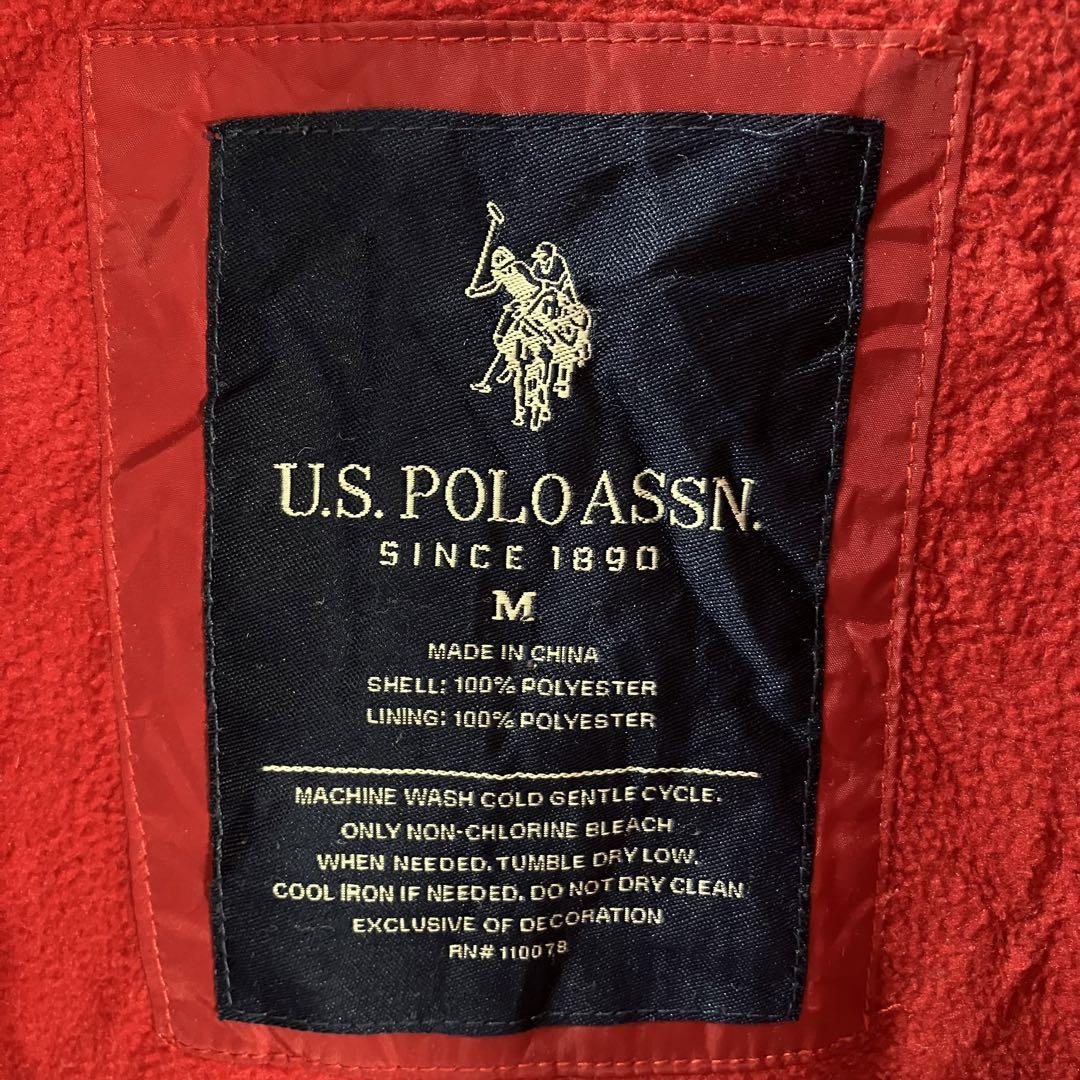 U.S. POLO ASSN.
SINCE 1890
M
MADE IN CHINA
SHELL: 100% POLYESTER
LINING: 100% POLYESTER
MACHINE WASH COLD GENTLE CYCLE.
ONLY NON-CHLORINE BLEACH
WHEN NEEDED. TUMBLE DRY LOW.
COOL IRON IF NEEDED. DO NOT DRY CLEAN
EXCLUSIVE OF DECORATION
RN# 110078